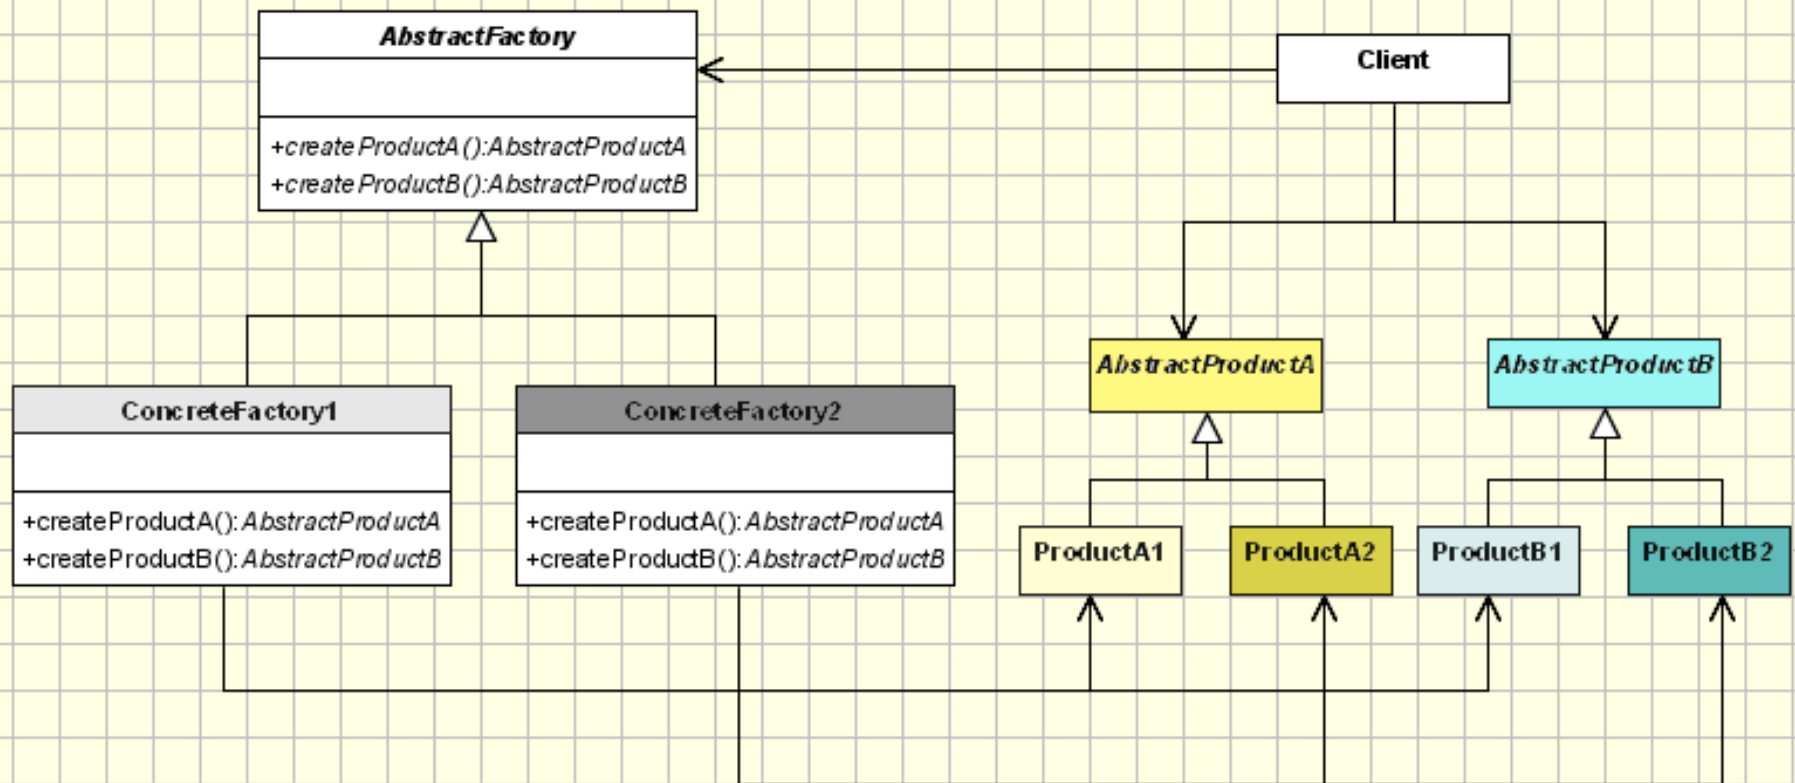 AbstractFactory
+createProductA():AbstractProductA
+createProductB():AbstractProductB
Client
ConcreteFactory1
+createProductA():AbstractProductA
+createProductB():AbstractProductB
ConcreteFactory2
+createProductA():AbstractProductA
+createProductB():AbstractProductB
AbstractProductA
AbstractProductB
ProductA1
ProductA2
ProductB1
ProductB2